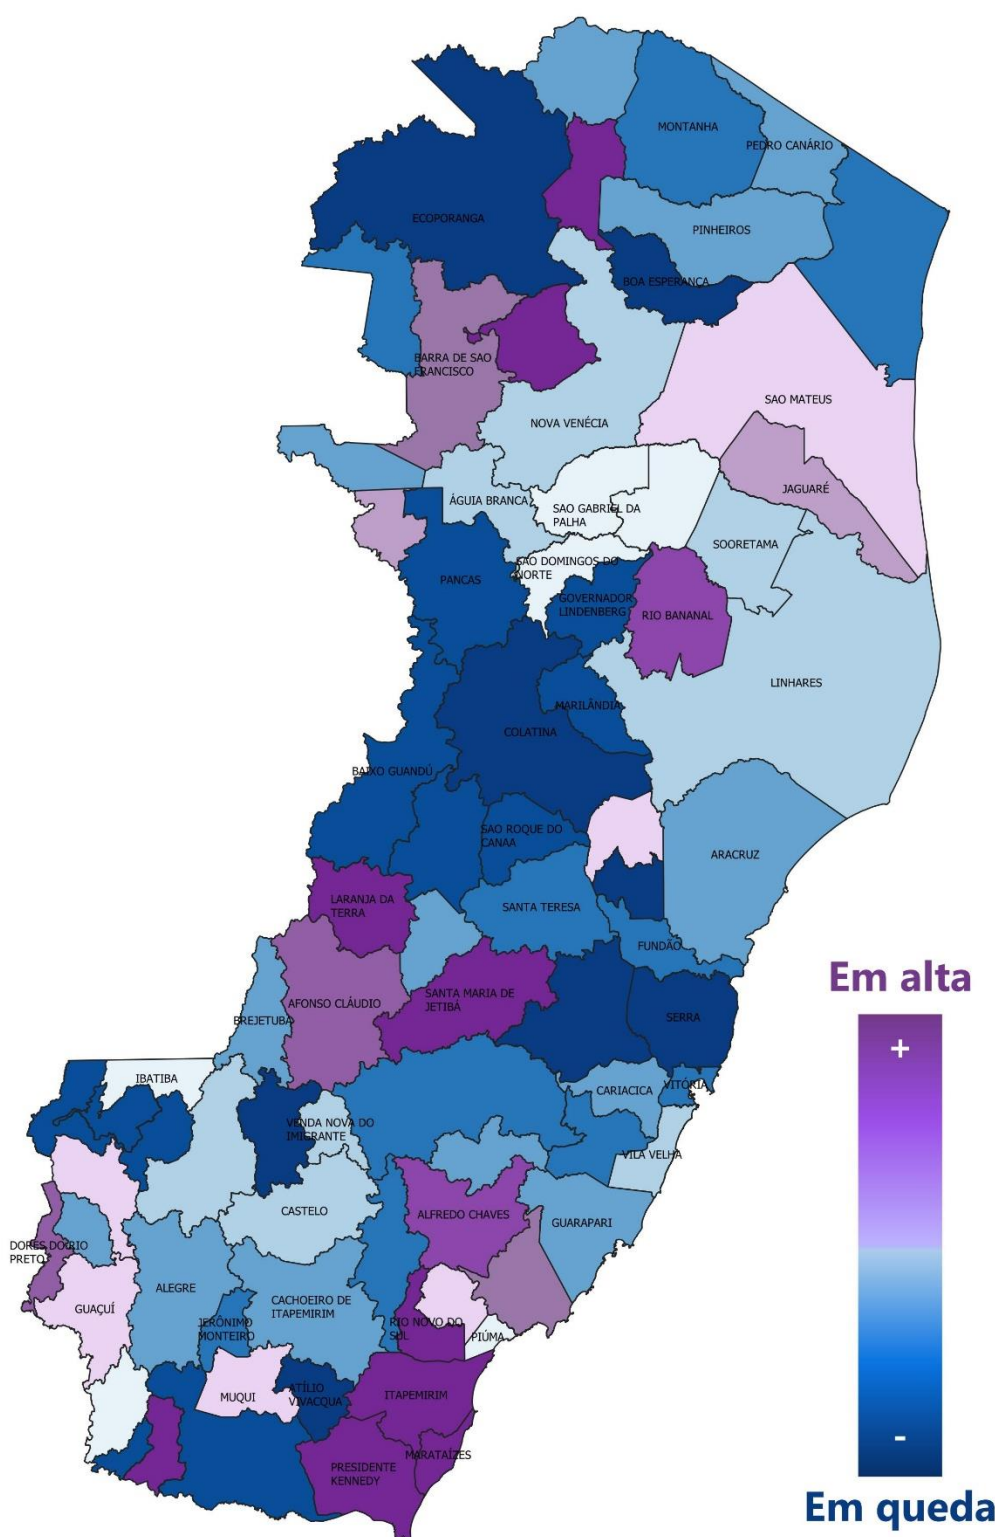 MONTANHA
PEDRO CANÁRIO
ECOPORANGA
PINHEIROS
BOA ESPERANÇA
BARRA DE SAO
FRANCISCO
SAO MATEUS
NOVA VENÉCIA
JAGUARÉ
ÁGUIA BRANCA
SAO GABRIEL DA
PALHA
SOORETAMA
SAO DOMINGOS DO
NORTE
PANCAS
GOVERNADOR
LINDENBERG
RIO BANANAL
LINHARES
MARILÂNDIA
COLATINA
BAIXO GUANDÚ
SAO ROQUE DO
CANAA
ARACRUZ
LARANJA DA
TERRA
SANTA TERESA
FUNDÃO
Em alta
AFONSO CLÁUDIO
SANTA MARIA DE
JETIBÁ
BREJETUBA
SERRA
+
IBATIBA
CARIACICA
VITÓRIA
VENDA NOVA DO
IMIGRANTE
VILA VELHA
CASTELO
ALFREDO CHAVES
GUARAPARI
DORES DO RIO
PRETO
ALEGRE
GUAÇUÍ
CACHOEIRO DE
ITAPEMIRIM
JERÔNIMO
MONTEIRO
RIO NOVO DO
SUL
PIÚMA
MUQUI
ATÍLIO
VIVACQUA
ITAPEMIRIM
-
MARATAÍZES
PRESIDENTE
KENNEDY
Em queda